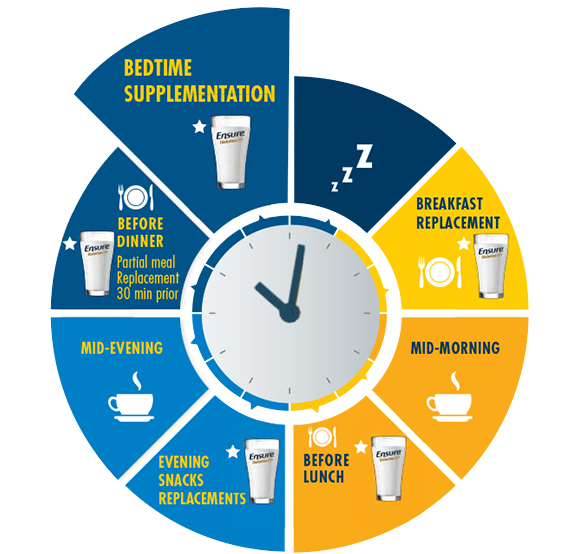 BEDTIME
SUPPLEMENTATION
Ensure
zzZ
BREAKFAST
REPLACEMENT
Ensure
MID-MORNING
BEFORE
LUNCH
Ensure
EVENING
SNACKS
REPLACEMENTS
Ensure
MID-EVENING
BEFORE
DINNER
Partial meal
Replacement
30 min prior
Ensure